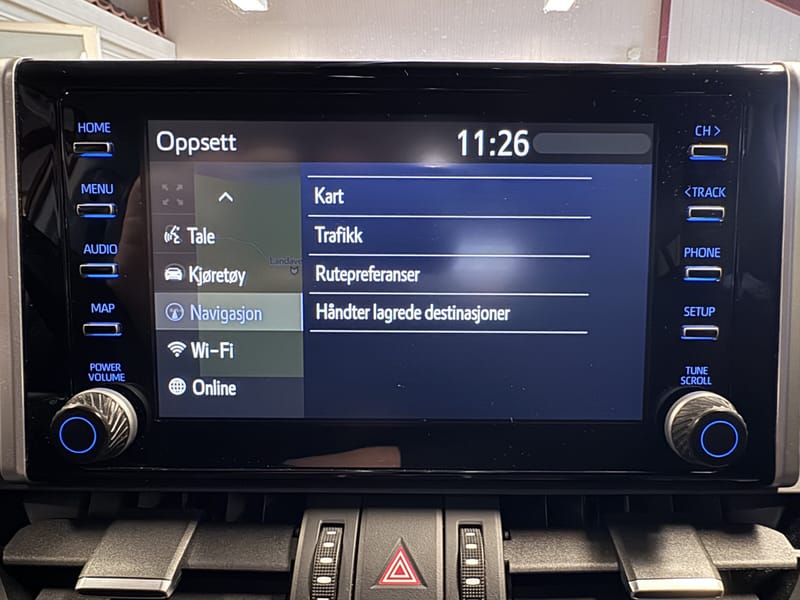 Oppsett
11:26
Tale
Kjøretøy
Navigasjon
Wi-Fi
Online
Kart
Trafikk
Rutepreferanser
Håndter lagrede destinasjoner
HOME
MENU
AUDIO
MAP
POWER
VOLUME
CH >
< TRACK
PHONE
SETUP
TUNE
SCROLL